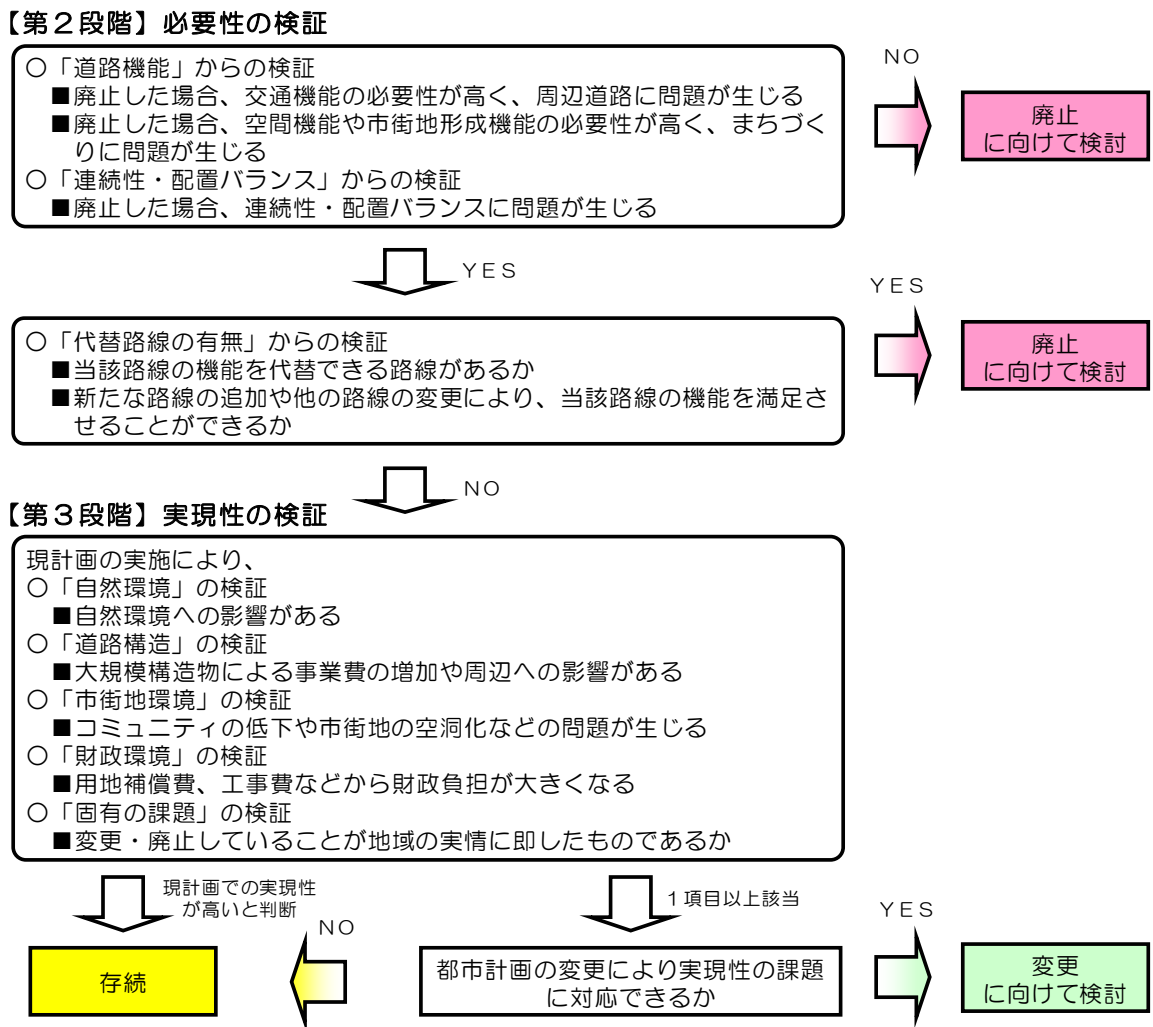 【第２段階】必要性の検証
○「道路機能」からの検証
■廃止した場合、交通機能の必要性が高く、周辺道路に問題が生じる
■廃止した場合、空間機能や市街地形成機能の必要性が高く、まちづく
りに問題が生じる
○「連続性・配置バランス」からの検証
■廃止した場合、連続性・配置バランスに問題が生じる
ＮＯ
廃止
に向けて検討
ＹＥＳ
○「代替路線の有無」からの検証
■当該路線の機能を代替できる路線があるか
■新たな路線の追加や他の路線の変更により、当該路線の機能を満足さ
せることができるか
ＹＥＳ
廃止
に向けて検討
ＮＯ
【第３段階】実現性の検証
現計画の実施により、
○「自然環境」の検証
■自然環境への影響がある
○「道路構造」の検証
■大規模構造物による事業費の増加や周辺への影響がある
○「市街地環境」の検証
■コミュニティの低下や市街地の空洞化などの問題が生じる
○「財政環境」の検証
■用地補償費、工事費などから財政負担が大きくなる
○「固有の課題」の検証
■変更・廃止していることが地域の実情に即したものであるか
現計画での実現性
が高いと判断
１項目以上該当
存続
ＮＯ
都市計画の変更により実現性の課題
に対応できるか
ＹＥＳ
変更
に向けて検討